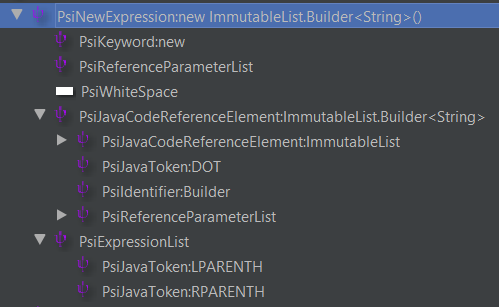 PsiNewExpression:new ImmutableList.Builder<String>()
PsiKeyword:new
PsiReferenceParameterList
PsiWhiteSpace
PsiJavaCodeReferenceElement:ImmutableList.Builder<String>
PsiJavaCodeReferenceElement:ImmutableList
PsiJavaToken:DOT
PsiIdentifier:Builder
PsiReferenceParameterList
PsiExpressionList
PsiJavaToken:LPARENTH
PsiJavaToken:RPARENTH